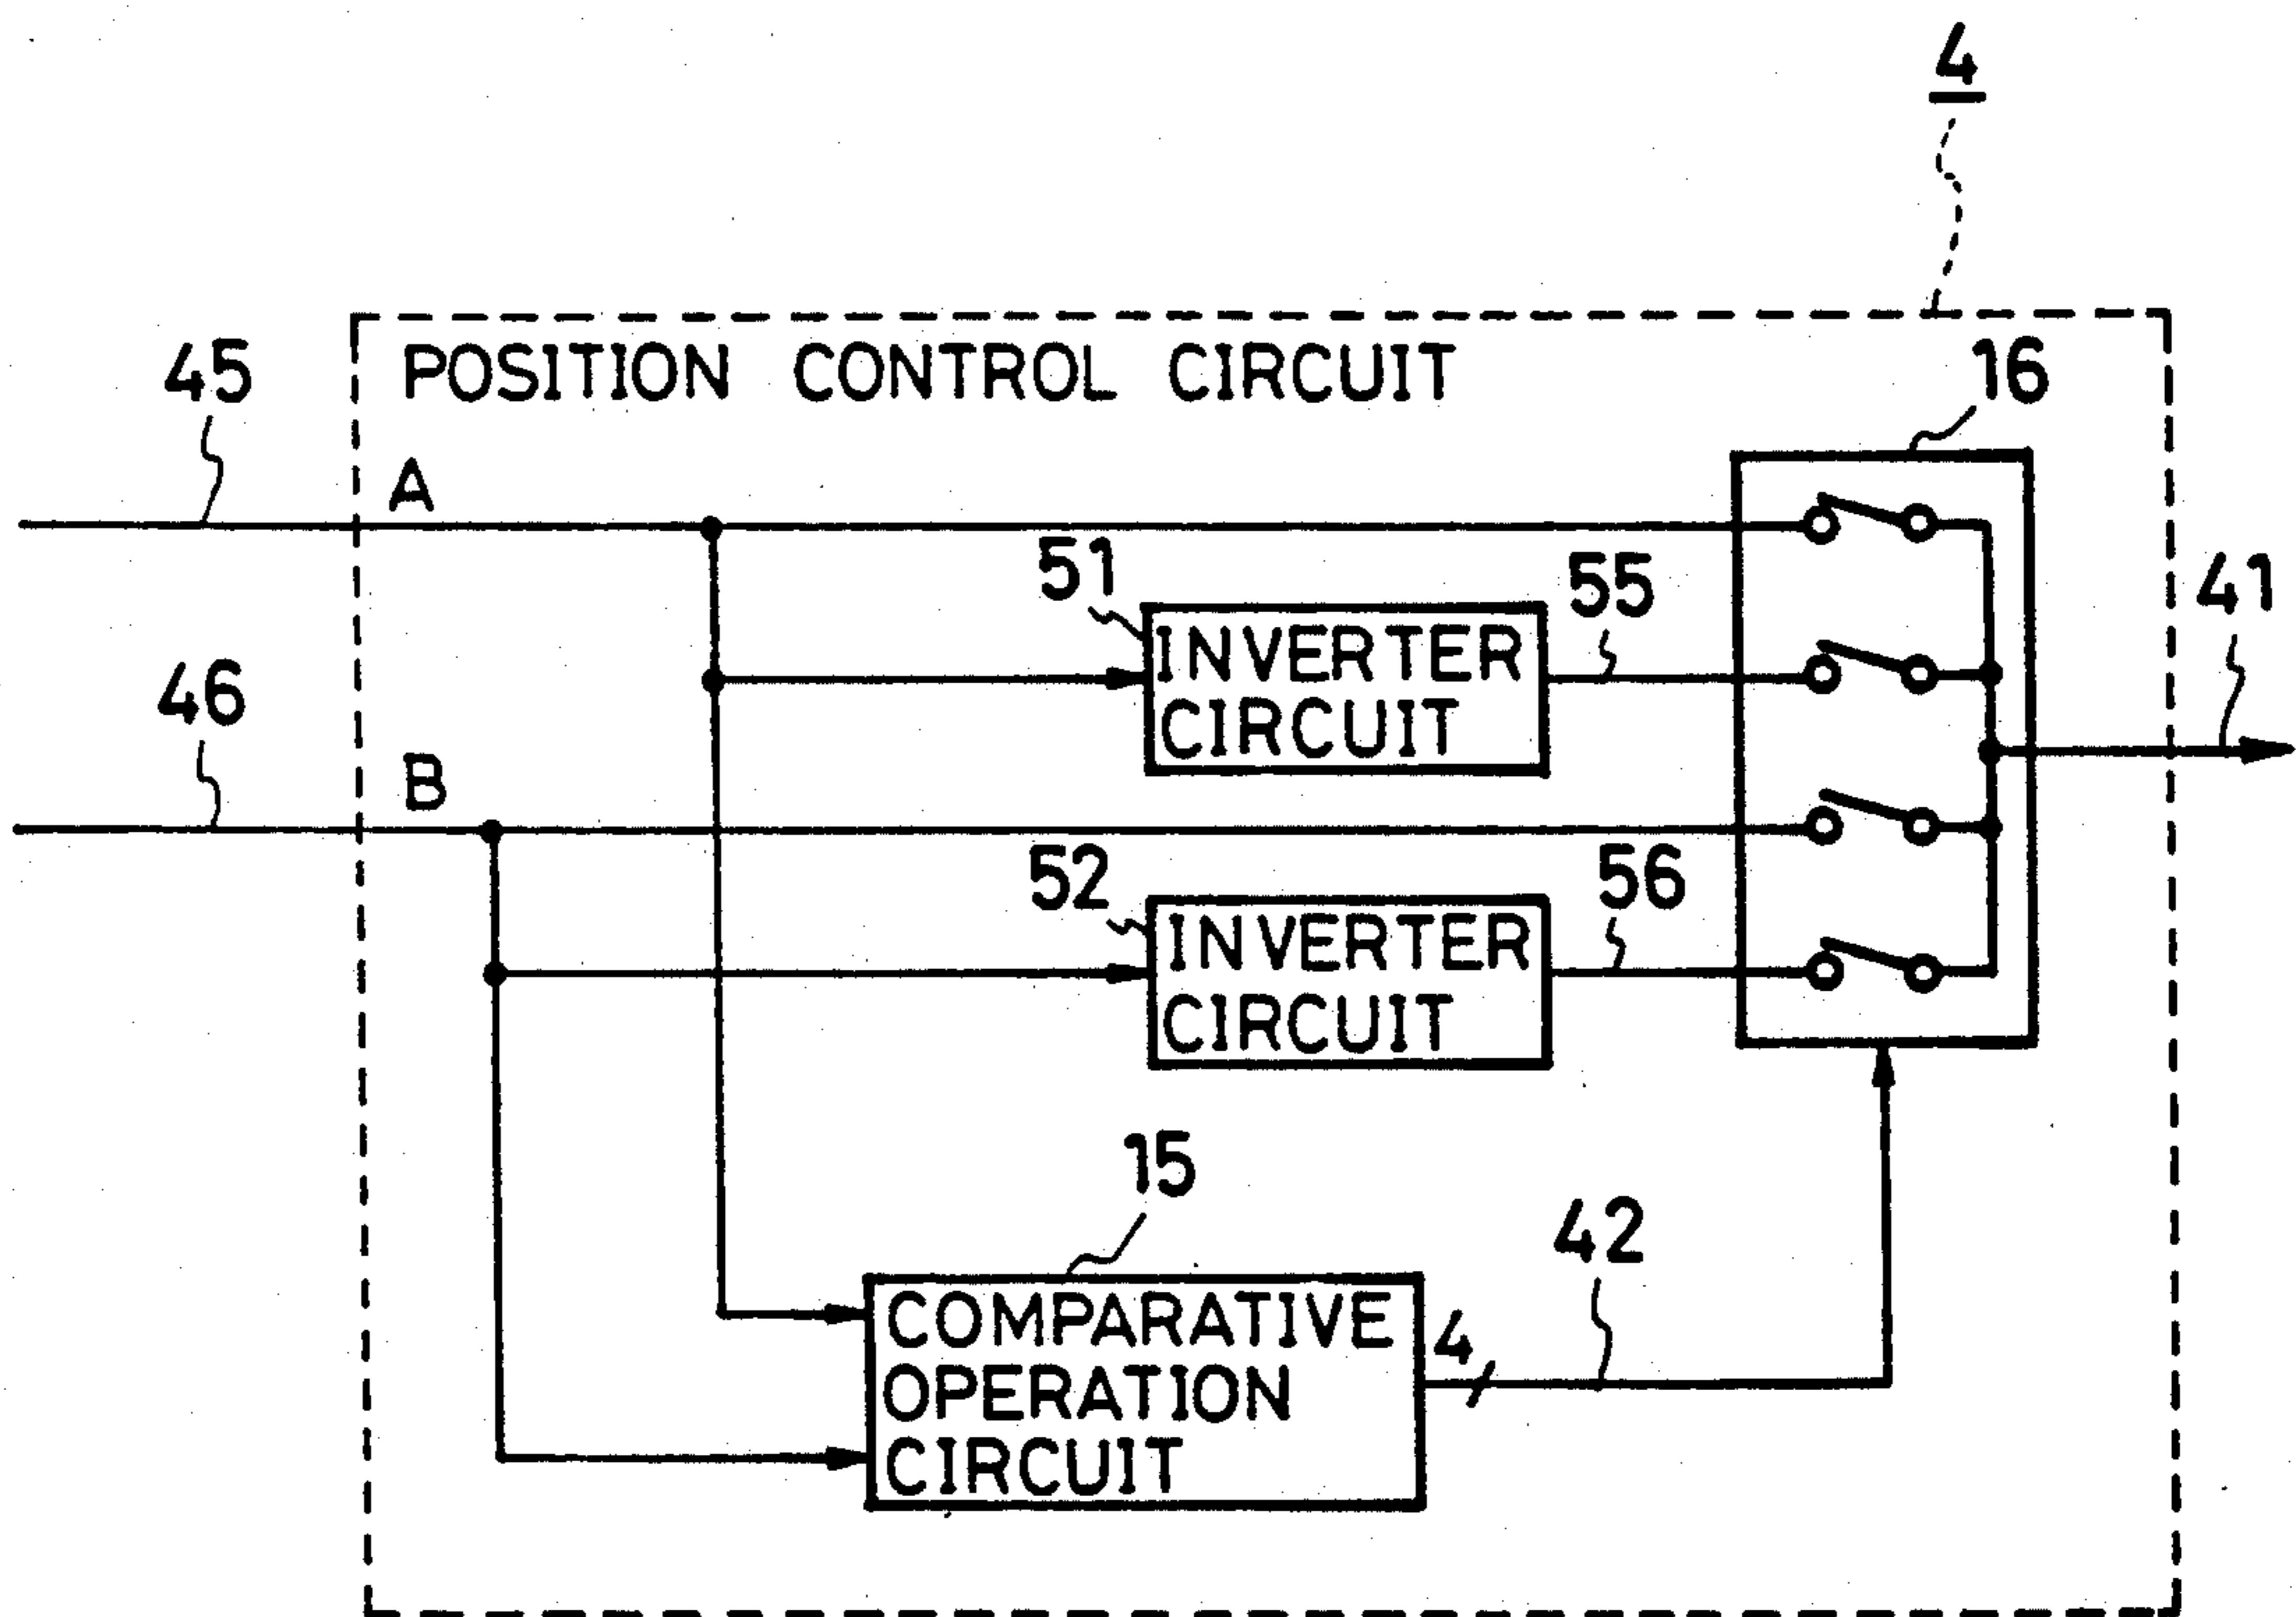 4
POSITION CONTROL CIRCUIT
16
45
A
51
55
41
INVERTER
CIRCUIT
46
B
52
56
INVERTER
CIRCUIT
15
42
COMPARATIVE
OPERATION
CIRCUIT
4